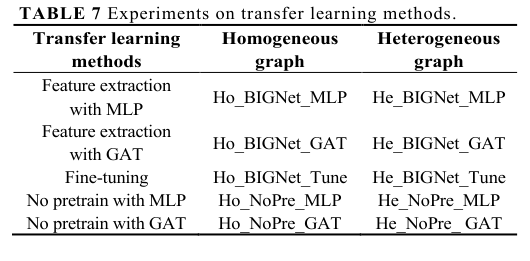 TABLE 7 Experiments on transfer learning methods.
Transfer learning methods Homogeneous graph Heterogeneous graph
Feature extraction with MLP Ho_BIGNet_MLP He_BIGNet_MLP
Feature extraction with GAT Ho_BIGNet_GAT He_BIGNet_GAT
Fine-tuning Ho_BIGNet_Tune He_BIGNet_Tune
No pretrain with MLP Ho_NoPre_MLP He_NoPre_MLP
No pretrain with GAT Ho_NoPre_GAT He_NoPre_ GAT